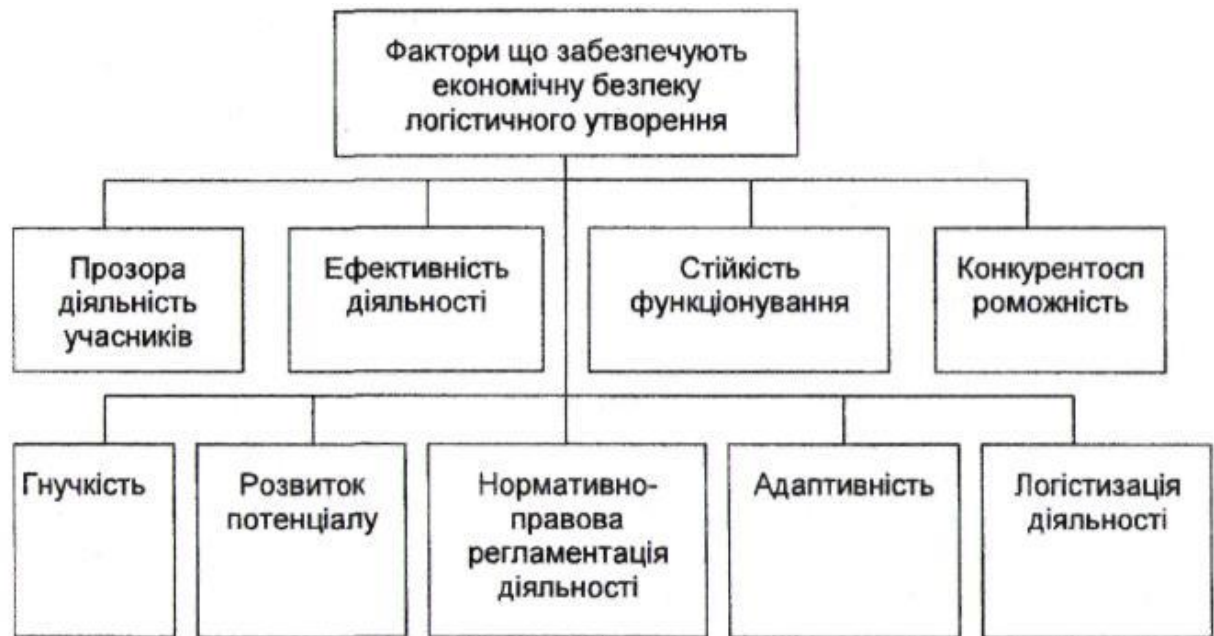 Фактори що забезпечують
економічну безпеку
логістичного утворення
Прозора
діяльність
учасників
Ефективність
діяльності
Стійкість
функціонування
Конкурентосп
роможність
Гнучкість
Розвиток
потенціалу
Нормативно-
правова
регламентація
діяльності
Адаптивність
Логістизація
діяльності